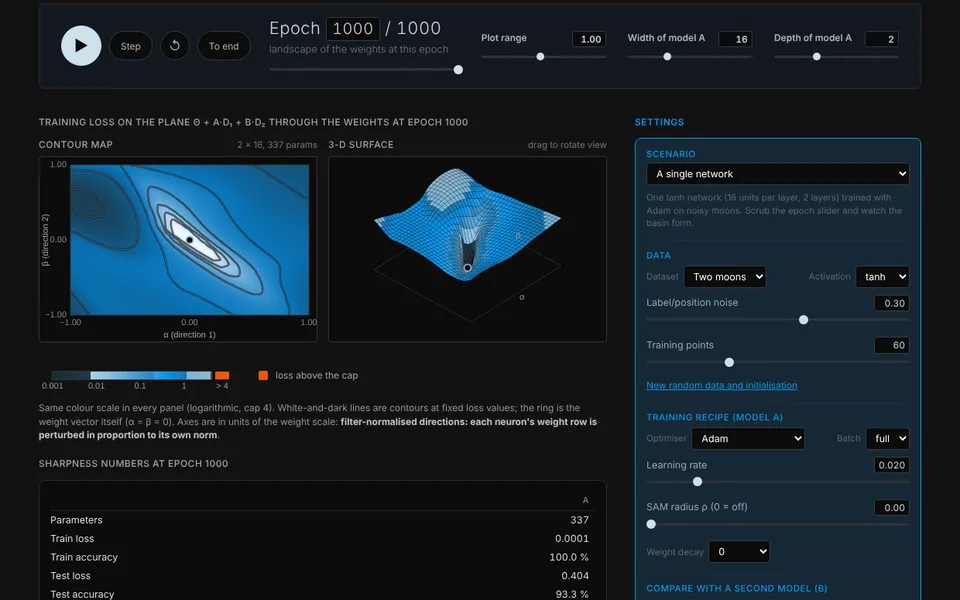 Step
To end
Epoch 1000 / 1000
landscape of the weights at this epoch
Plot range 1.00
Width of model A 16
Depth of model A 2
TRAINING LOSS ON THE PLANE Θ + Α·D₁ + Β·D₂ THROUGH THE WEIGHTS AT EPOCH 1000
CONTOUR MAP 2 × 16, 337 params
3-D SURFACE drag to rotate view
1.00
0.00
−1.00
β (direction 2)
−1.00 0.00 1.00
α (direction 1)
β
α
0.001 0.01 0.1 1 > 4
loss above the cap
Same colour scale in every panel (logarithmic, cap 4). White-and-dark lines are contours at fixed loss values; the ring is the
weight vector itself (α = β = 0). Axes are in units of the weight scale: filter-normalised directions: each neuron's weight row is
perturbed in proportion to its own norm.
SHARPNESS NUMBERS AT EPOCH 1000
A
Parameters 337
Train loss 0.0001
Train accuracy 100.0 %
Test loss 0.404
Test accuracy 93.3 %
SETTINGS
SCENARIO
A single network
One tanh network (16 units per layer, 2 layers) trained with
Adam on noisy moons. Scrub the epoch slider and watch the
basin form.
DATA
Dataset Two moons Activation tanh
Label/position noise 0.30
Training points 60
New random data and initialisation
TRAINING RECIPE (MODEL A)
Optimiser Adam Batch full
Learning rate 0.020
SAM radius ρ (0 = off) 0.00
Weight decay 0
COMPARE WITH A SECOND MODEL (B)